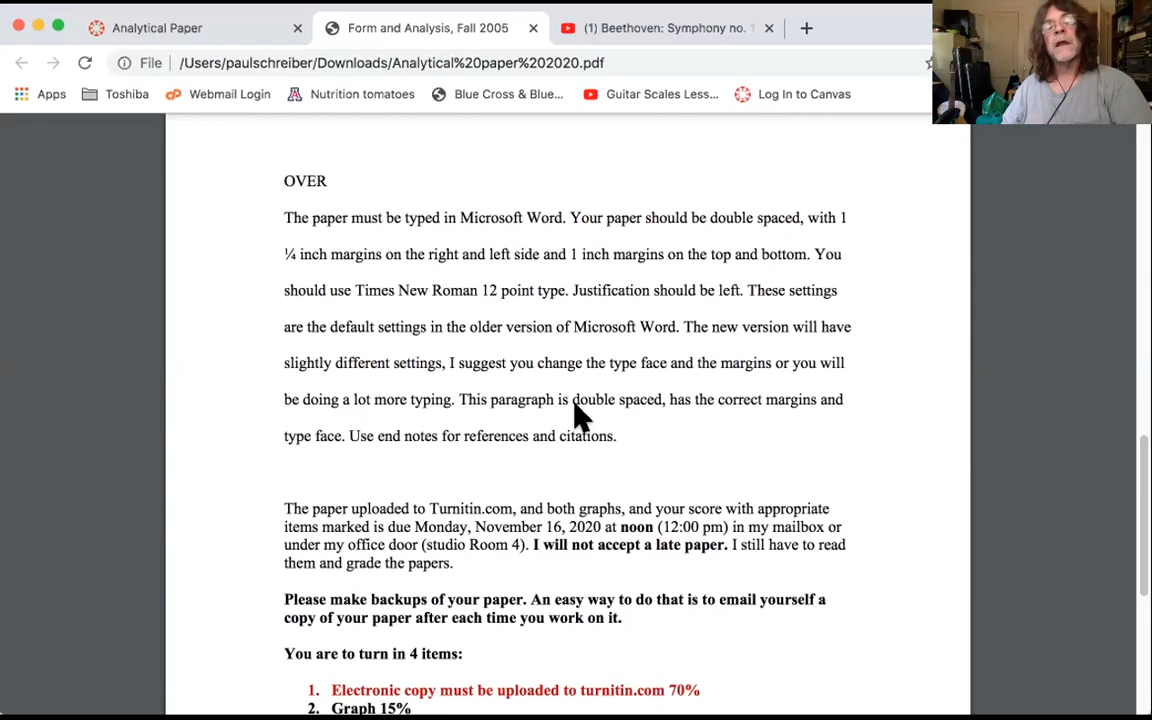 Analytical Paper
Form and Analysis, Fall 2005
(1) Beethoven: Symphony no. 1
File
/Users/paulschreiber/Downloads/Analytical%20paper%202020.pdf
Apps
Toshiba
Webmail Login
Nutrition tomatoes
Blue Cross & Blue...
Guitar Scales Less...
Log In to Canvas
OVER
The paper must be typed in Microsoft Word. Your paper should be double spaced, with 1
¼ inch margins on the right and left side and 1 inch margins on the top and bottom. You
should use Times New Roman 12 point type. Justification should be left. These settings
are the default settings in the older version of Microsoft Word. The new version will have
slightly different settings, I suggest you change the type face and the margins or you will
be doing a lot more typing. This paragraph is double spaced, has the correct margins and
type face. Use end notes for references and citations.
The paper uploaded to Turnitin.com, and both graphs, and your score with appropriate
items marked is due Monday, November 16, 2020 at noon (12:00 pm) in my mailbox or
under my office door (studio Room 4). I will not accept a late paper. I still have to read
them and grade the papers.
Please make backups of your paper. An easy way to do that is to email yourself a
copy of your paper after each time you work on it.
You are to turn in 4 items:
1. Electronic copy must be uploaded to turnitin.com 70%
2. Graph 15%